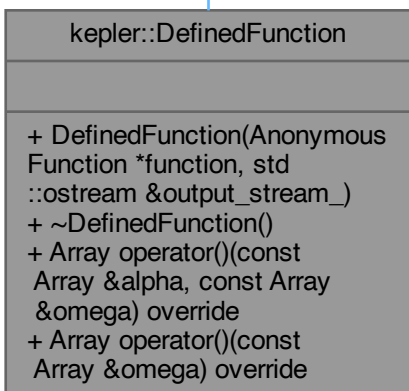 kepler::DefinedFunction
+ DefinedFunction(Anonymous
Function *function, std
::ostream &output_stream_)
+ ~DefinedFunction()
+ Array operator()(const
Array &alpha, const Array
&omega) override
+ Array operator()(const
Array &omega) override